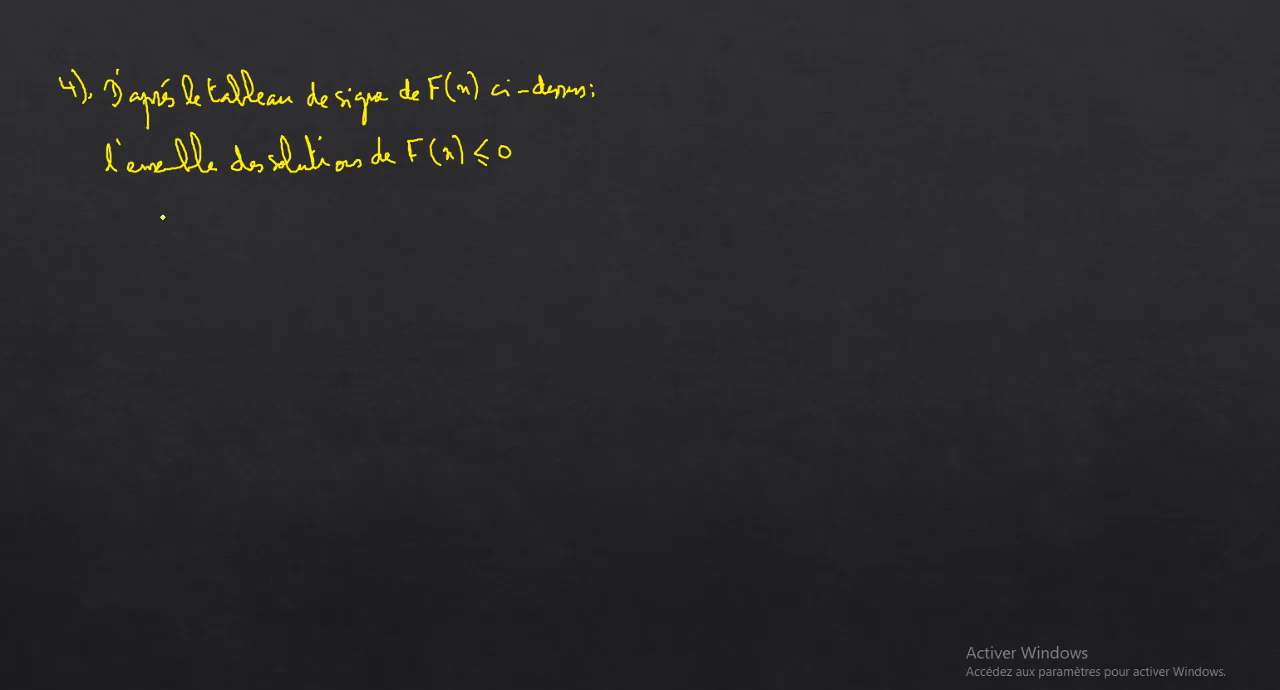 4). D'après le tableau de signe de F(x) ci-dessus:
l'ensemble des solutions de F(x) ⩽ 0
Activer Windows
Accédez aux paramètres pour activer Windows.